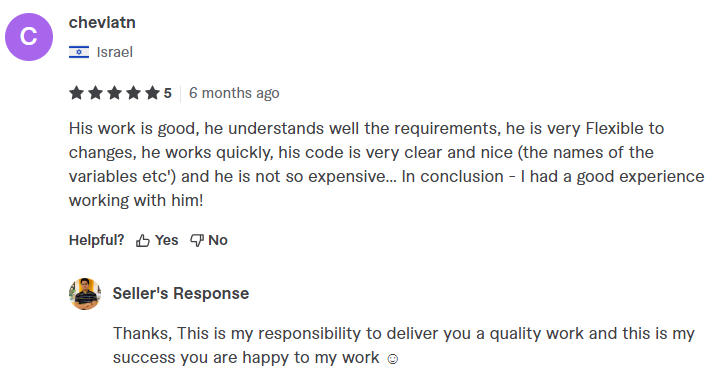 C
cheviatn
Israel
5 6 months ago
His work is good, he understands well the requirements, he is very Flexible to
changes, he works quickly, his code is very clear and nice (the names of the
variables etc') and he is not so expensive... In conclusion - I had a good experience
working with him!
Helpful? Yes No
Seller's Response
Thanks, This is my responsibility to deliver you a quality work and this is my
success you are happy to my work ☺